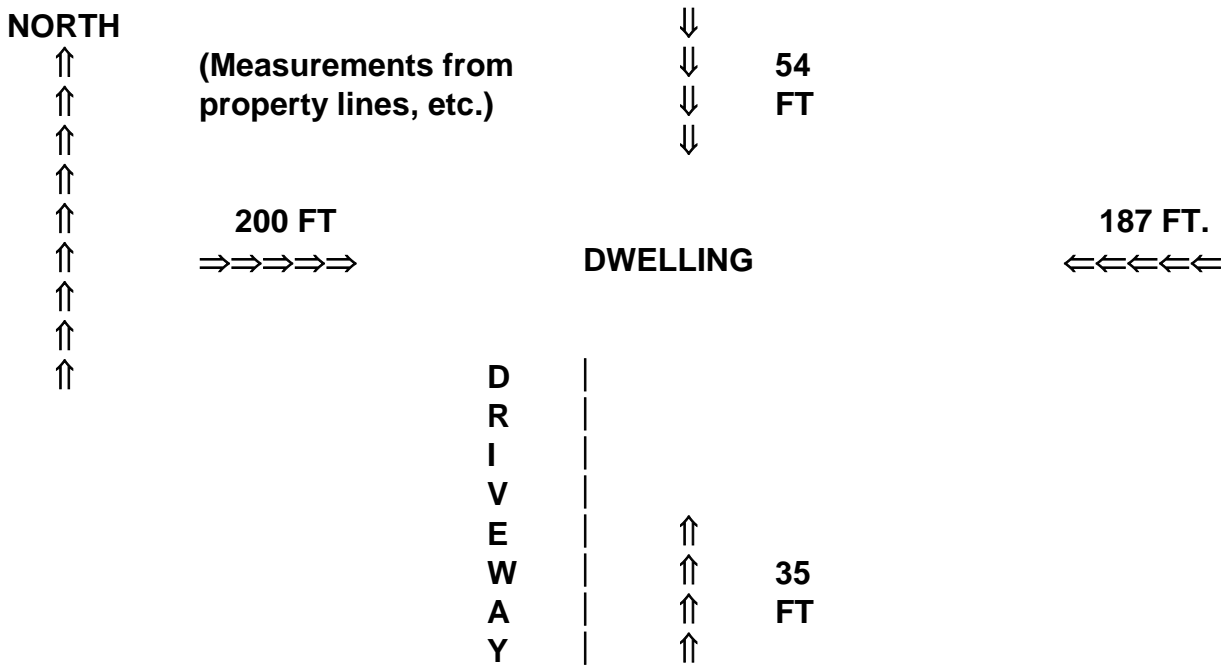 NORTH
(Measurements from 54
property lines, etc.) FT
200 FT 187 FT.
⇒⇒⇒⇒⇒ DWELLING ⇐⇐⇐⇐⇐
D |
R |
I |
V |
E | ⇑
W | ⇑ 35
A | ⇑ FT
Y | ⇑